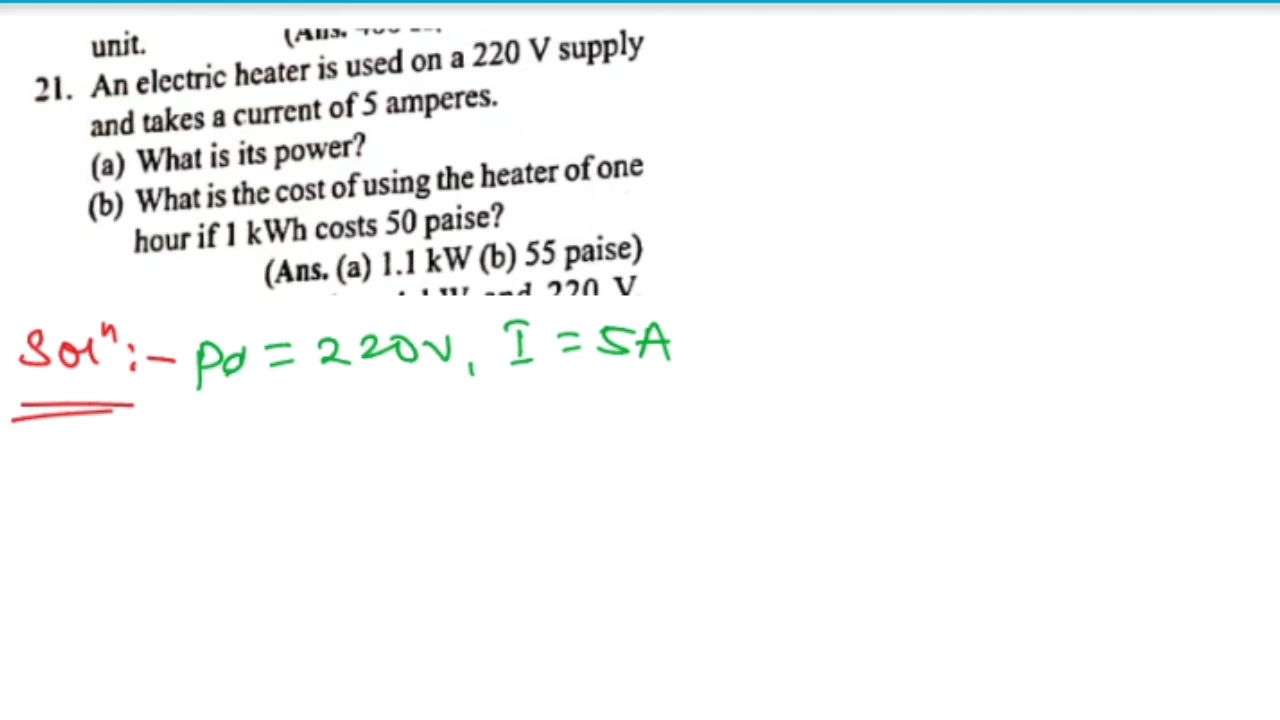 unit.
21. An electric heater is used on a 220 V supply
and takes a current of 5 amperes.
(a) What is its power?
(b) What is the cost of using the heater of one
hour if 1 kWh costs 50 paise?
(Ans. (a) 1.1 kW (b) 55 paise)
220 V
Solⁿ:- Pd = 220V, I = 5A